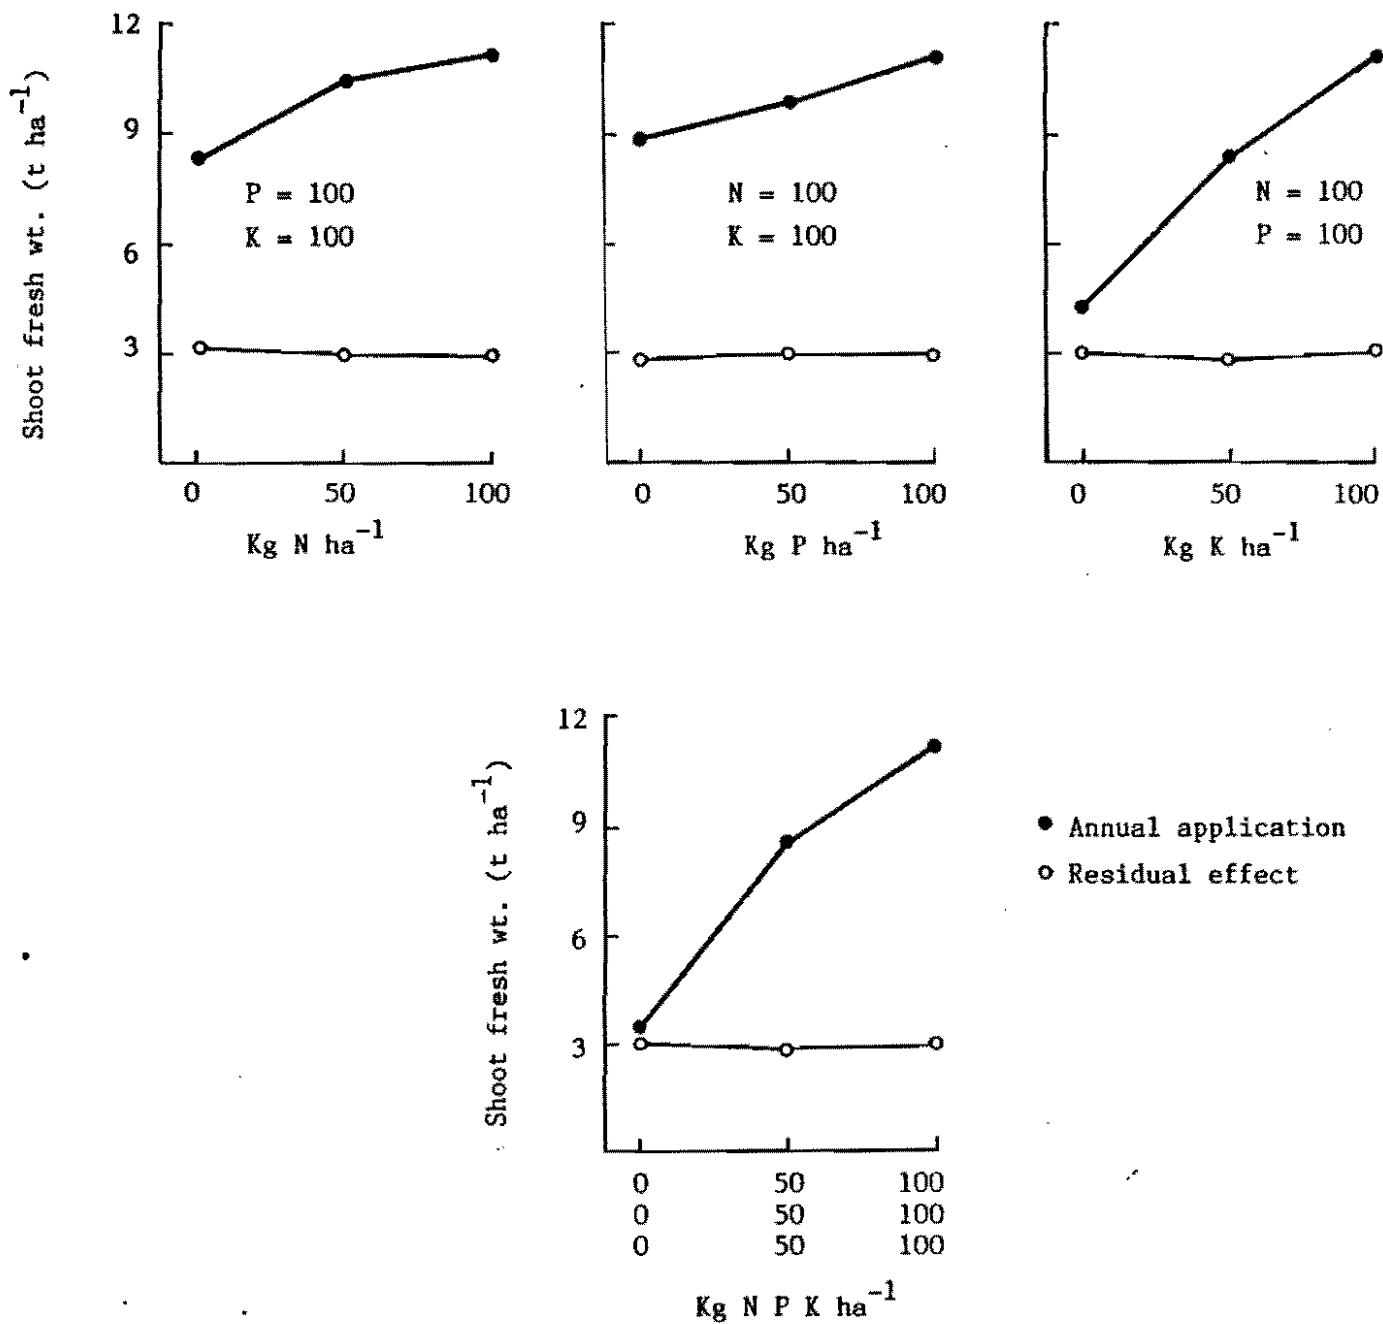 12
9
6
3
Shoot fresh wt. (t ha⁻¹)
P = 100
K = 100
0 50 100
Kg N ha⁻¹
N = 100
K = 100
0 50 100
Kg P ha⁻¹
N = 100
P = 100
0 50 100
Kg K ha⁻¹
12
9
6
3
Shoot fresh wt. (t ha⁻¹)
0 50 100
0 50 100
0 50 100
Kg N P K ha⁻¹
● Annual application
○ Residual effect